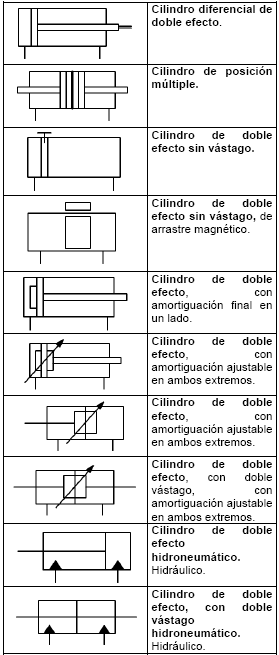 Cilindro diferencial de
doble efecto.
Cilindro de posición
múltiple.
Cilindro de doble
efecto sin vástago.
Cilindro de doble
efecto sin vástago, de
arrastre magnético.
Cilindro de doble
efecto, con
amortiguación final en
un lado.
Cilindro de doble
efecto, con
amortiguación ajustable
en ambos extremos.
Cilindro de doble
efecto, con
amortiguación ajustable
en ambos extremos.
Cilindro de doble
efecto, con doble
vástago, con
amortiguación ajustable
en ambos extremos.
Cilindro de doble
efecto
hidroneumático.
Hidráulico.
Cilindro de doble
efecto, con doble
vástago
hidroneumático.
Hidráulico.